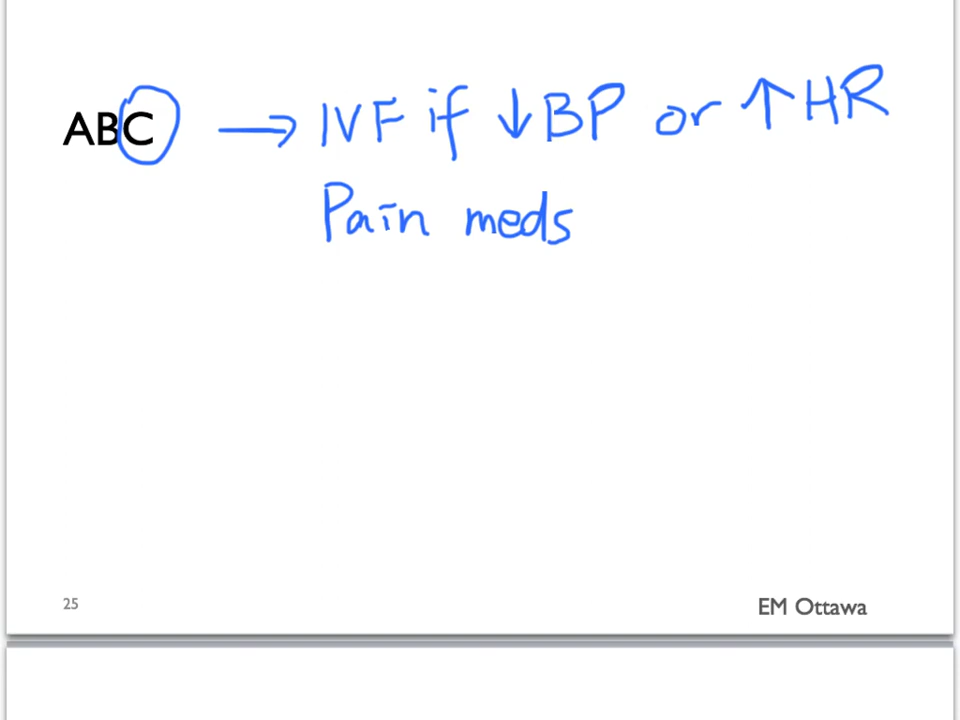 ABC → IVF if ↓ BP or ↑ HR
Pain meds
25
EM Ottawa